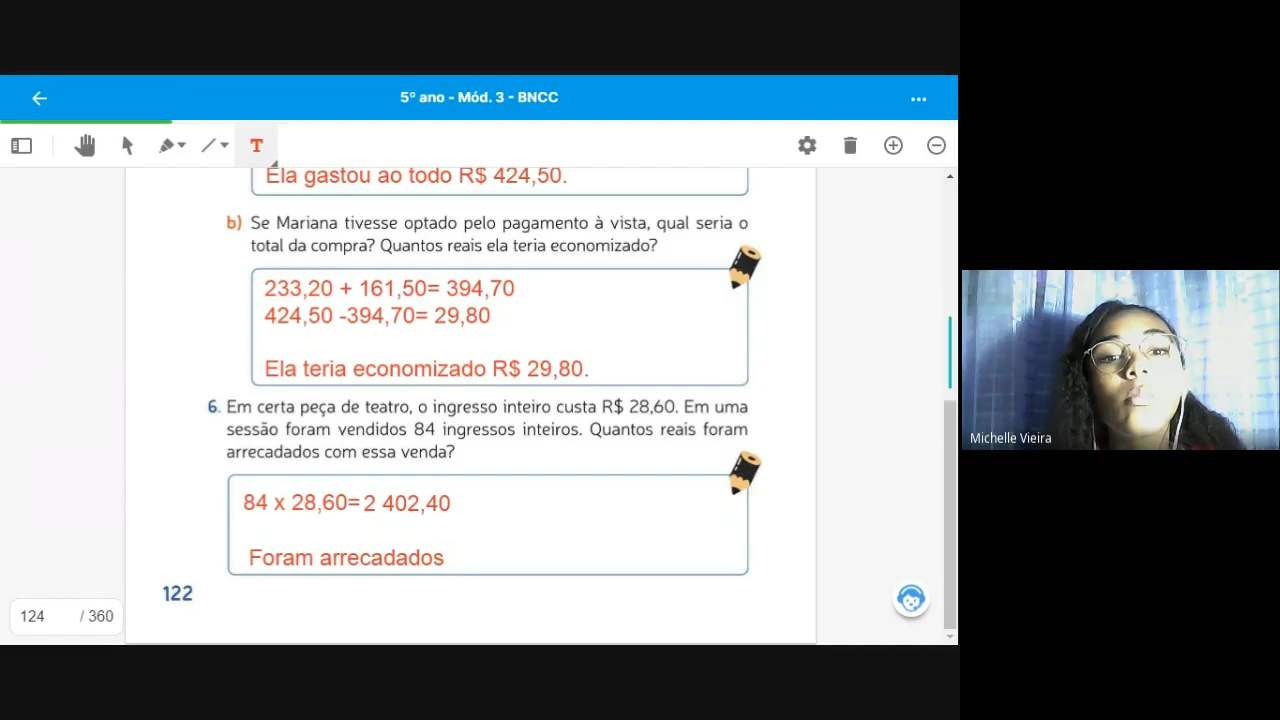 5º ano - Mód. 3 - BNCC
T
Ela gastou ao todo R$ 424,50.
b) Se Mariana tivesse optado pelo pagamento à vista, qual seria o
total da compra? Quantos reais ela teria economizado?
233,20 + 161,50= 394,70
424,50 -394,70= 29,80
Ela teria economizado R$ 29,80.
6. Em certa peça de teatro, o ingresso inteiro custa R$ 28,60. Em uma
sessão foram vendidos 84 ingressos inteiros. Quantos reais foram
arrecadados com essa venda?
84 x 28,60= 2 402,40
Foram arrecadados
122
124 / 360
Michelle Vieira